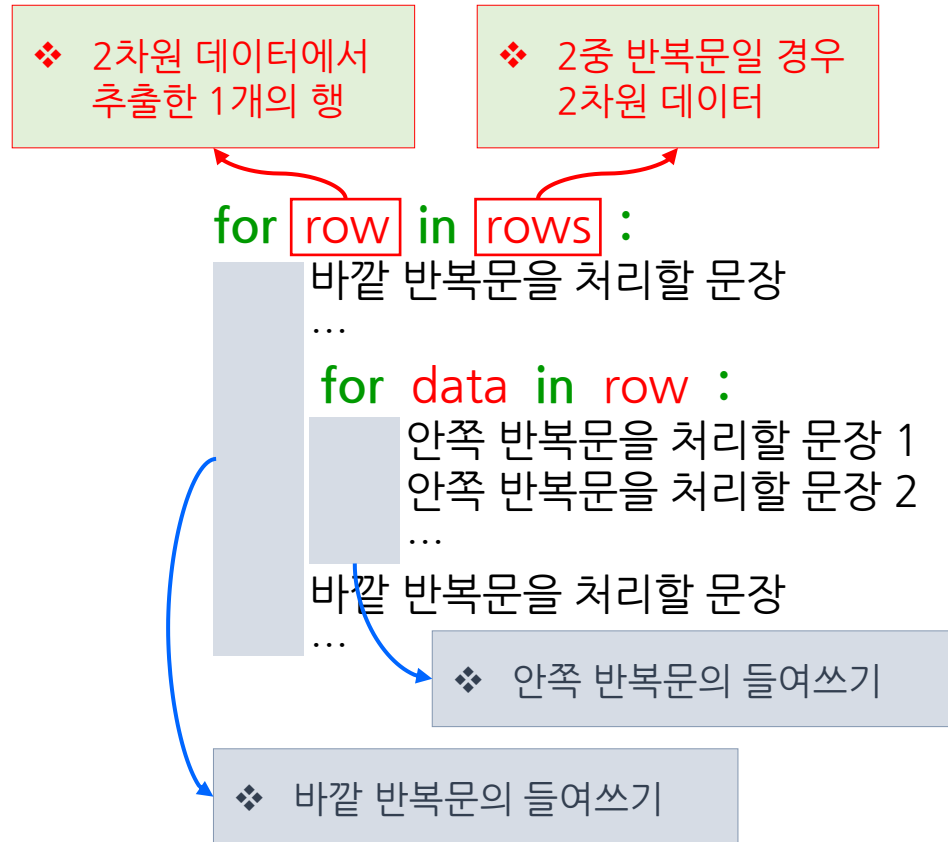 ❖ 2차원 데이터에서
추출한 1개의 행
❖ 2중 반복문일 경우
2차원 데이터
for row in rows :
바깥 반복문을 처리할 문장
...
for data in row :
안쪽 반복문을 처리할 문장 1
안쪽 반복문을 처리할 문장 2
...
바깥 반복문을 처리할 문장
...
❖ 안쪽 반복문의 들여쓰기
❖ 바깥 반복문의 들여쓰기